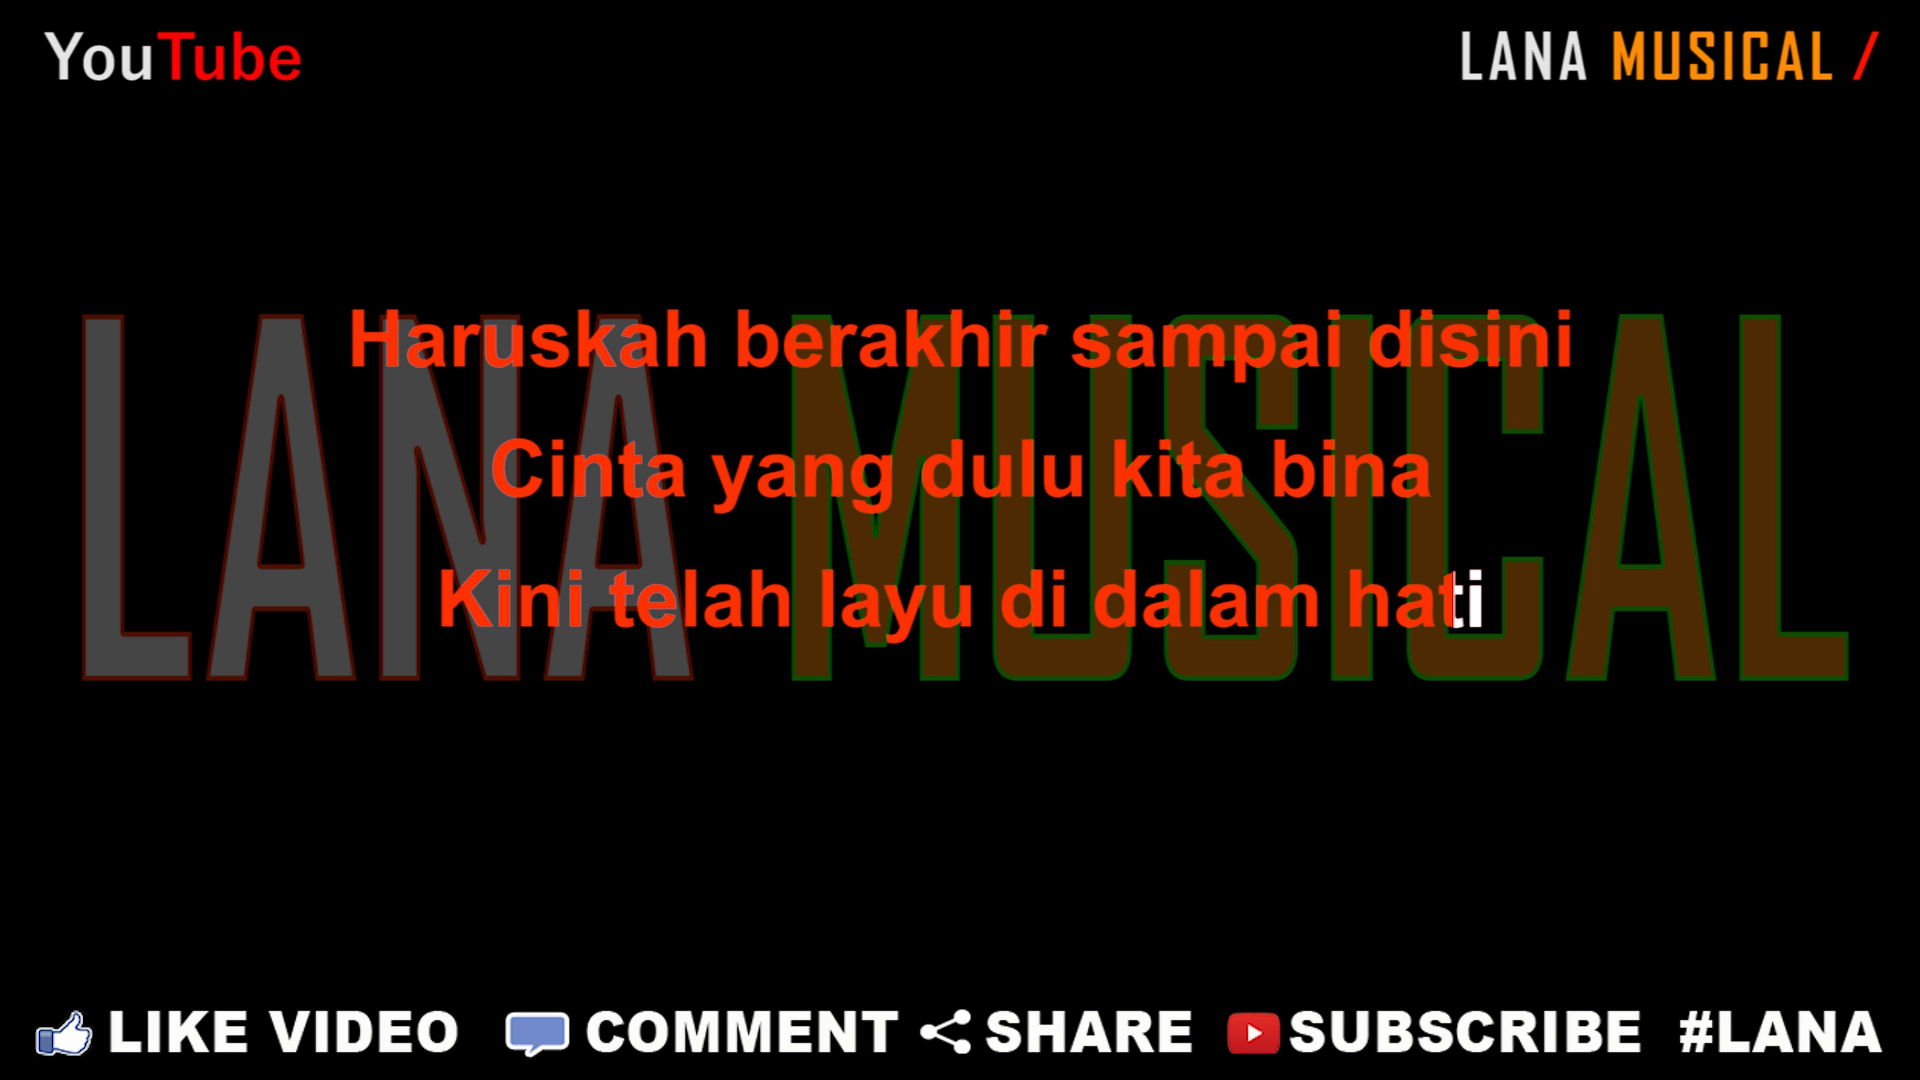 YouTube
LANA MUSICAL /
LANA MUSICAL
Haruskah berakhir sampai disini
Cinta yang dulu kita bina
Kini telah layu di dalam hati
LIKE VIDEO COMMENT SHARE SUBSCRIBE #LANA